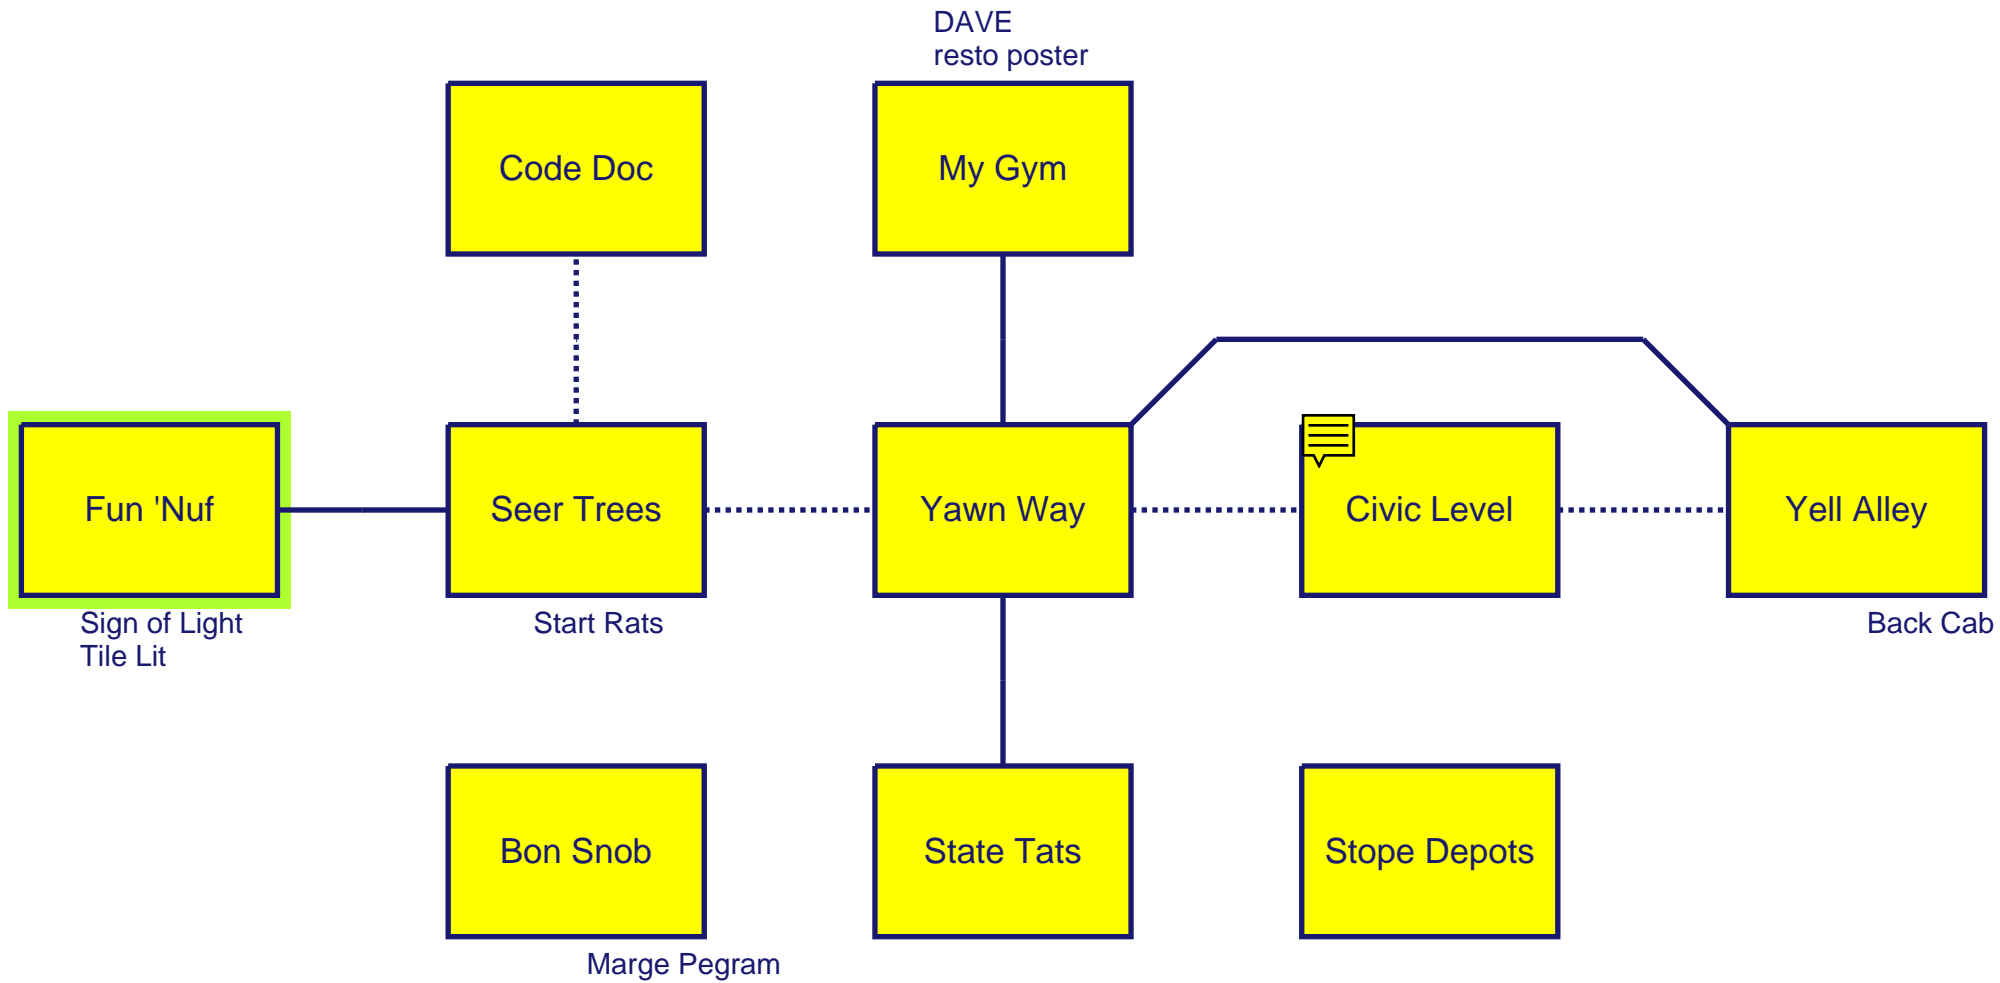 DAVE
resto poster
Code Doc
My Gym
Fun 'Nuf
Seer Trees
Yawn Way
Civic Level
Yell Alley
Sign of Light
Tile Lit
Start Rats
Back Cab
Bon Snob
State Tats
Stope Depots
Marge Pegram